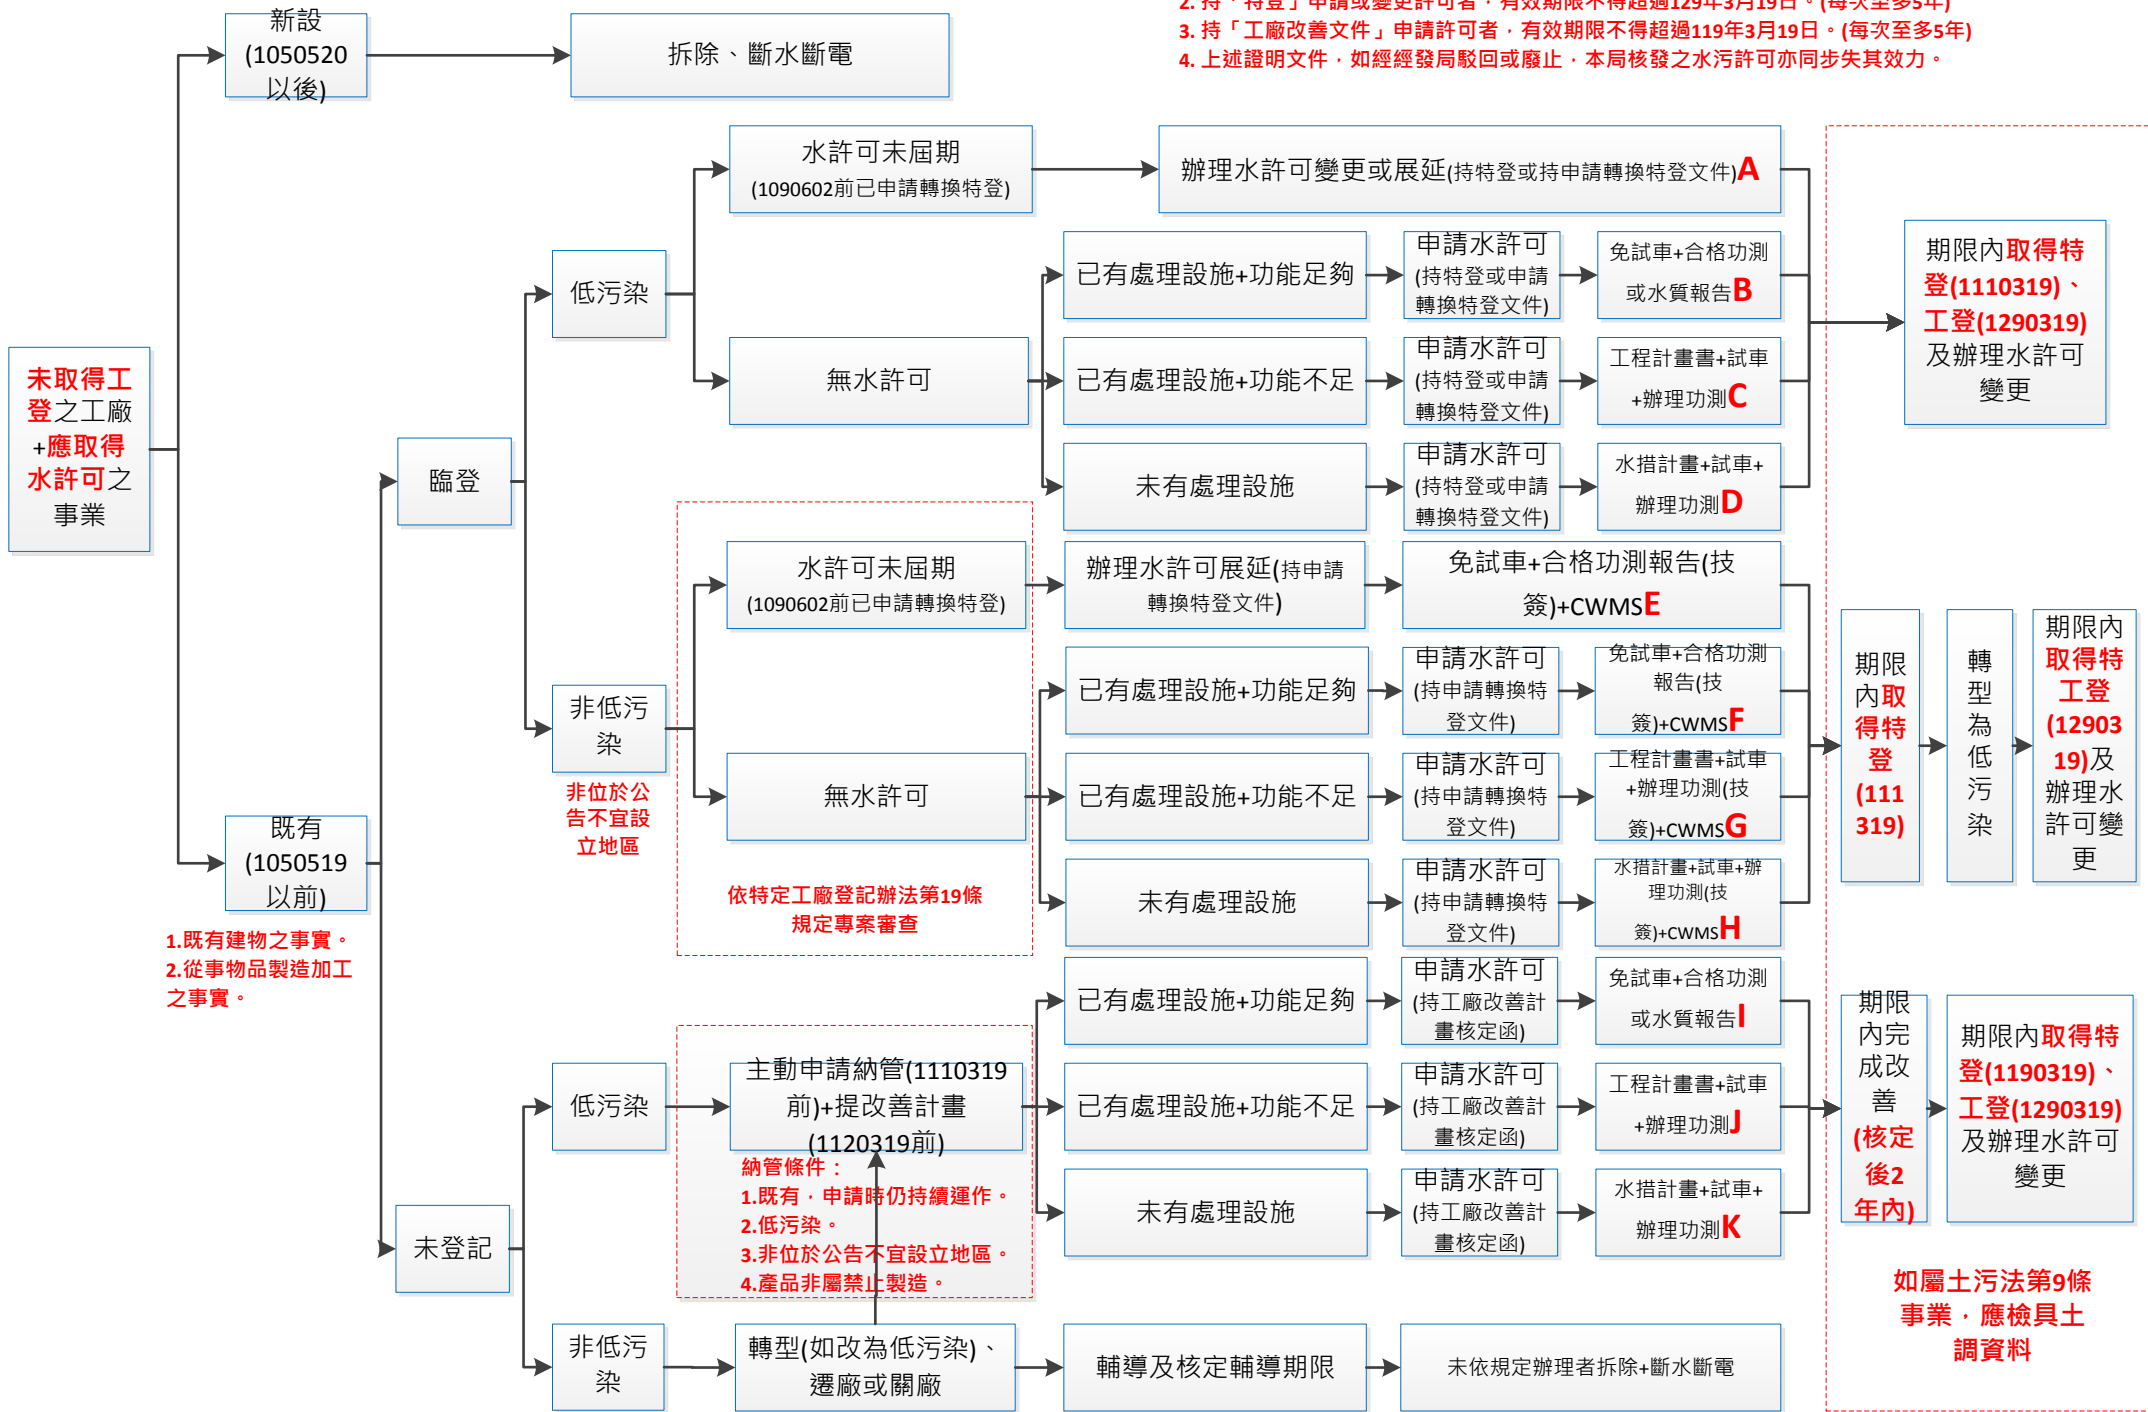 2. 持「特登」申請或變更許可者，有效期限不得超過129年3月19日。(每次至多5年)
3. 持「工廠改善文件」申請許可者，有效期限不得超過119年3月19日。(每次至多5年)
4. 上述證明文件，如經經發局駁回或廢止，本局核發之水污許可亦同步失其效力。
新設
(1050520
以後)
拆除、斷水斷電
水許可未屆期
(1090602前已申請轉換特登)
辦理水許可變更或展延(持特登或持申請轉換特登文件)A
低污染
已有處理設施+功能足夠
申請水許可
(持特登或申請
轉換特登文件)
免試車+合格功測
或水質報告B
期限內取得特
登(1110319)、
工登(1290319)
及辦理水許可
變更
無水許可
已有處理設施+功能不足
申請水許可
(持特登或申請
轉換特登文件)
工程計畫書+試車
+辦理功測C
未取得工
登之工廠
+應取得
水許可之
事業
臨登
未有處理設施
申請水許可
(持特登或申請
轉換特登文件)
水措計畫+試車+
辦理功測D
水許可未屆期
(1090602前已申請轉換特登)
辦理水許可展延(持申請
轉換特登文件)
免試車+合格功測報告(技
簽)+CWMSE
非低污
染
非位於公
告不宜設
立地區
已有處理設施+功能足夠
申請水許可
(持申請轉換特
登文件)
免試車+合格功測
報告(技
簽)+CWMSF
期限
內取
得特
登
(111
319)
轉
型
為
低
污
染
期限內
取得特
工登
(12903
19)及
辦理水
許可變
更
無水許可
已有處理設施+功能不足
申請水許可
(持申請轉換特
登文件)
工程計畫書+試車
+辦理功測(技
簽)+CWMSG
既有
(1050519
以前)
1.既有建物之事實。
2.從事物品製造加工
之事實。
未有處理設施
申請水許可
(持申請轉換特
登文件)
水措計畫+試車+辦
理功測(技
簽)+CWMSH
依特定工廠登記辦法第19條
規定專案審查
已有處理設施+功能足夠
申請水許可
(持工廠改善計
畫核定函)
免試車+合格功測
或水質報告I
期限
內完
成改
善
(核定
後2
年內)
期限內取得特
登(1190319)、
工登(1290319)
及辦理水許可
變更
低污染
主動申請納管(1110319
前)+提改善計畫
(1120319前)
納管條件：
1.既有，申請時仍持續運作。
2.低污染。
3.非位於公告不宜設立地區。
4.產品非屬禁止製造。
已有處理設施+功能不足
申請水許可
(持工廠改善計
畫核定函)
工程計畫書+試車
+辦理功測J
未登記
未有處理設施
申請水許可
(持工廠改善計
畫核定函)
水措計畫+試車+
辦理功測K
如屬土污法第9條
事業，應檢具土
調資料
非低污
染
轉型(如改為低污染)、
遷廠或關廠
輔導及核定輔導期限
未依規定辦理者拆除+斷水斷電